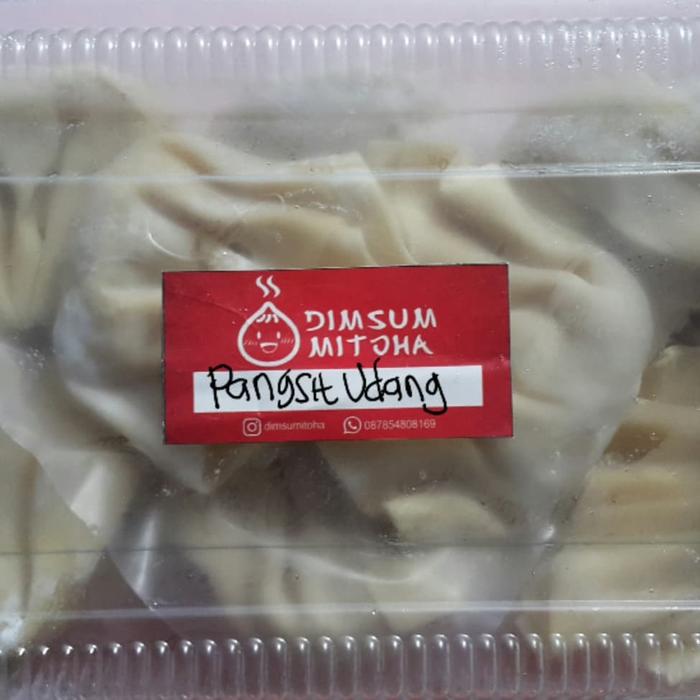 DIMSUM
MITOHA
Pangsit Udang
dimsumitoha 087854808169